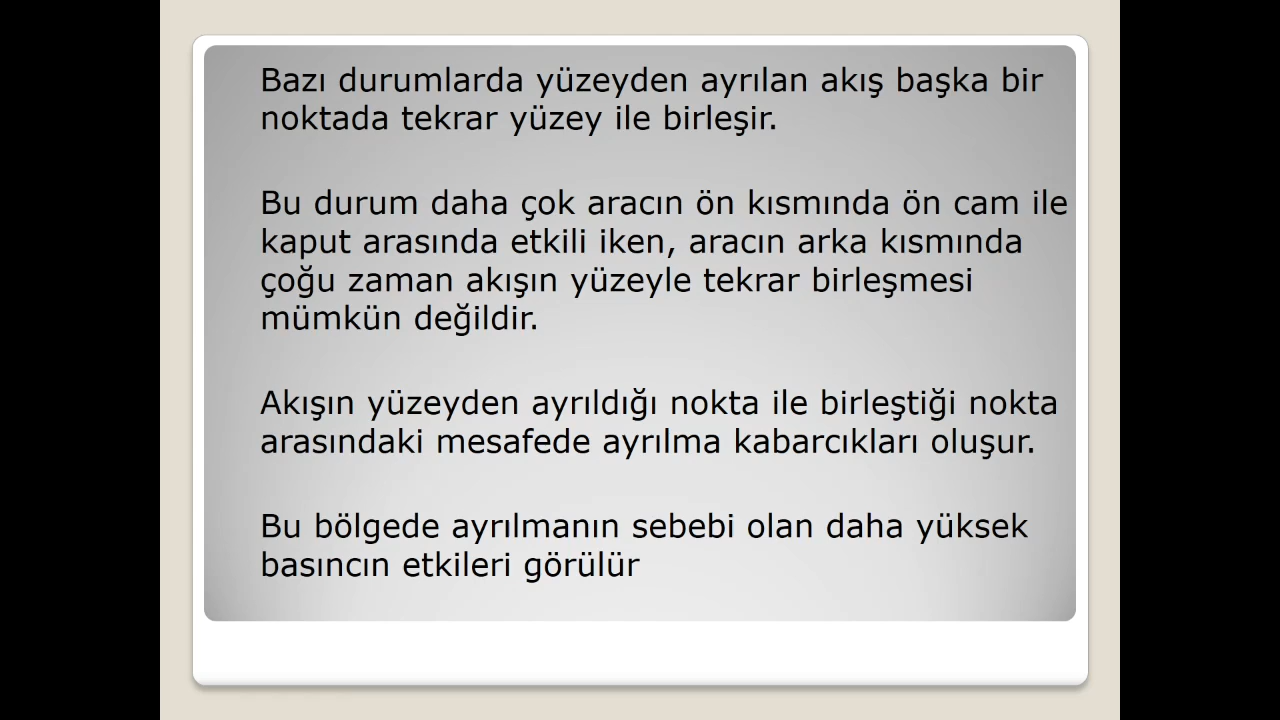 Bazı durumlarda yüzeyden ayrılan akış başka bir
noktada tekrar yüzey ile birleşir.
Bu durum daha çok aracın ön kısmında ön cam ile
kaput arasında etkili iken, aracın arka kısmında
çoğu zaman akışın yüzeyle tekrar birleşmesi
mümkün değildir.
Akışın yüzeyden ayrıldığı nokta ile birleştiği nokta
arasındaki mesafede ayrılma kabarcıkları oluşur.
Bu bölgede ayrılmanın sebebi olan daha yüksek
basıncın etkileri görülür